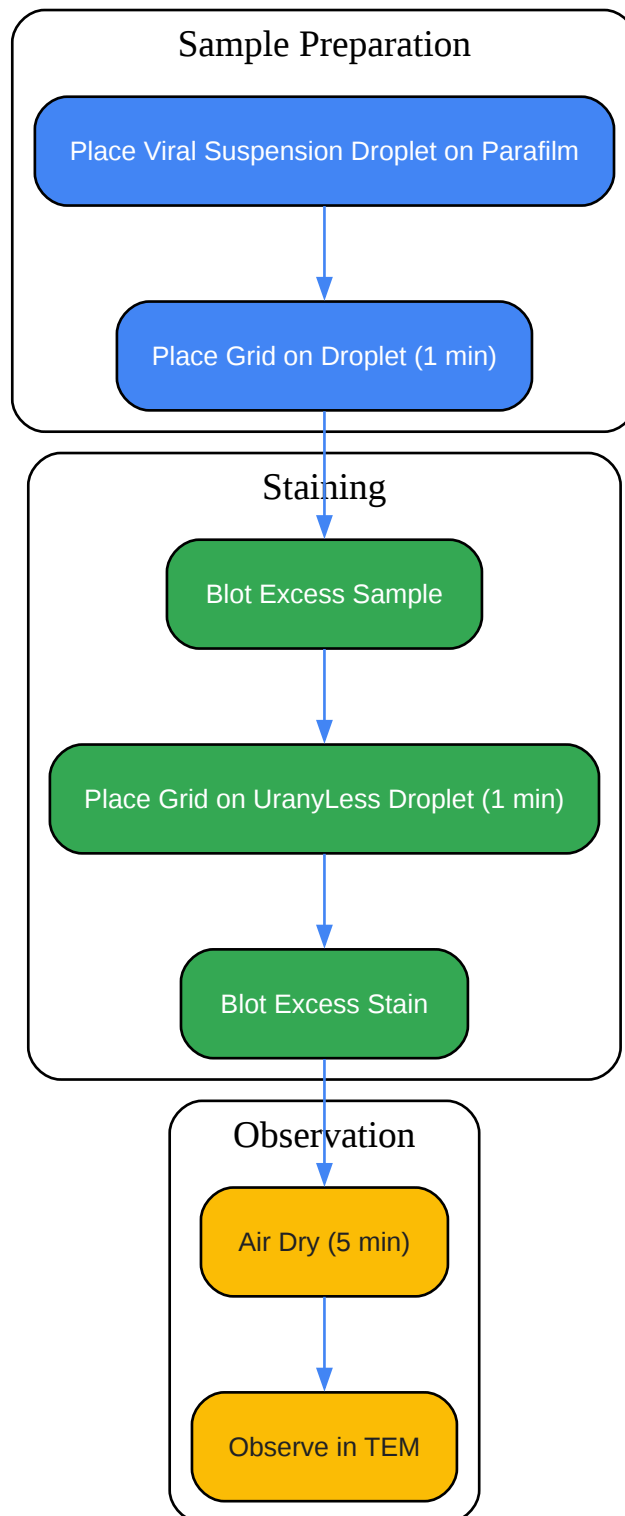 Sample Preparation
Place Viral Suspension Droplet on Parafilm
Place Grid on Droplet (1 min)
Staining
Blot Excess Sample
Place Grid on UranyLess Droplet (1 min)
Blot Excess Stain
Observation
Air Dry (5 min)
Observe in TEM